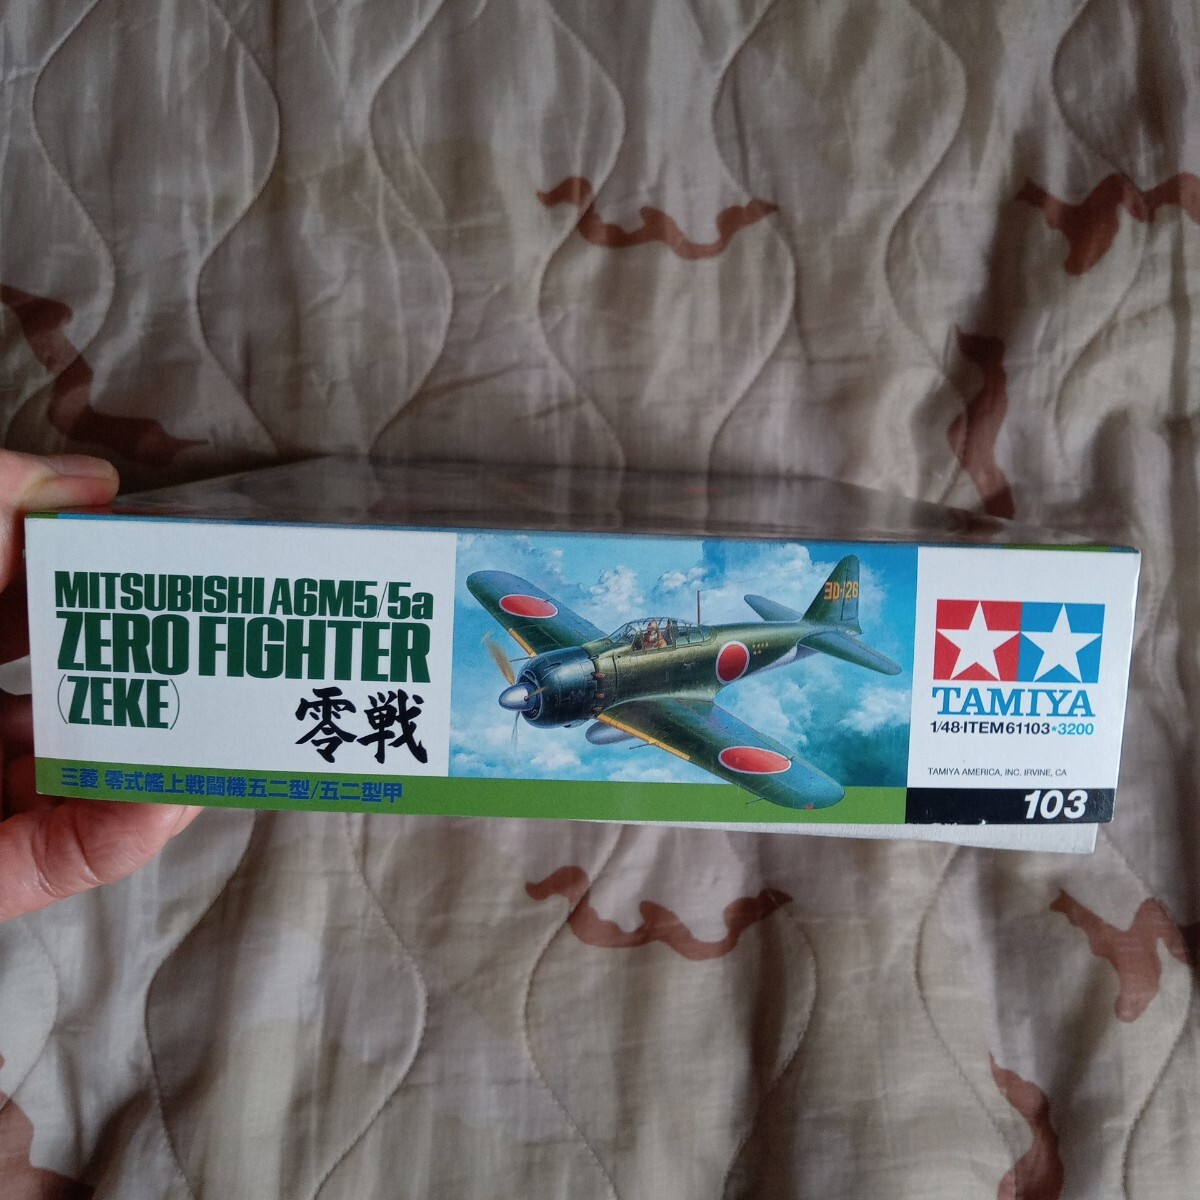 MITSUBISHI A6M5/5a
ZERO FIGHTER
(ZEKE)
零戦
三菱 零式艦上戦闘機五二型/五二型甲
3D-126
TAMIYA
1/48・ITEM 61103★3200
TAMIYA AMERICA, INC. IRVINE, CA
103